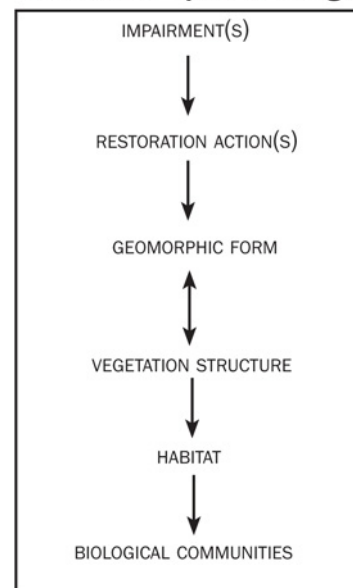 IMPAIRMENT(S)
RESTORATION ACTION(S)
GEOMORPHIC FORM
VEGETATION STRUCTURE
HABITAT
BIOLOGICAL COMMUNITIES